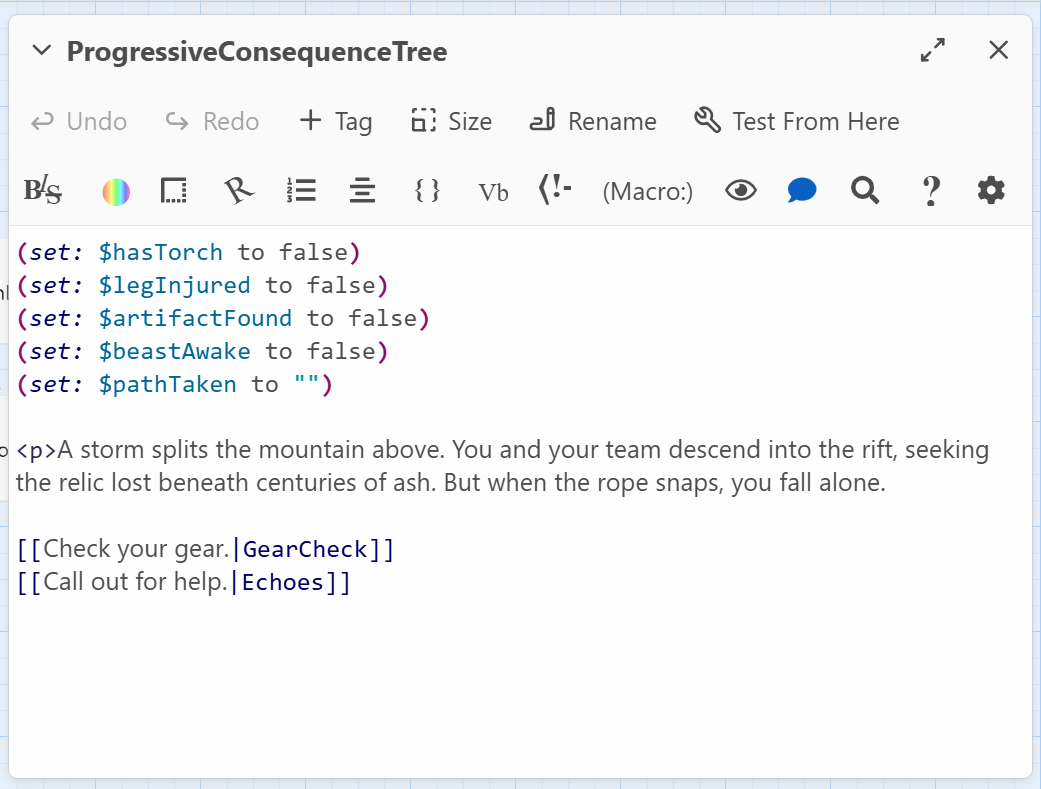 ProgressiveConsequenceTree
Undo Redo + Tag Size Rename Test From Here
B/S { } Vb (!- (Macro:) ?
(set: $hasTorch to false)
(set: $legInjured to false)
(set: $artifactFound to false)
(set: $beastAwake to false)
(set: $pathTaken to "")
<p>A storm splits the mountain above. You and your team descend into the rift, seeking
the relic lost beneath centuries of ash. But when the rope snaps, you fall alone.
[[Check your gear.|GearCheck]]
[[Call out for help.|Echoes]]